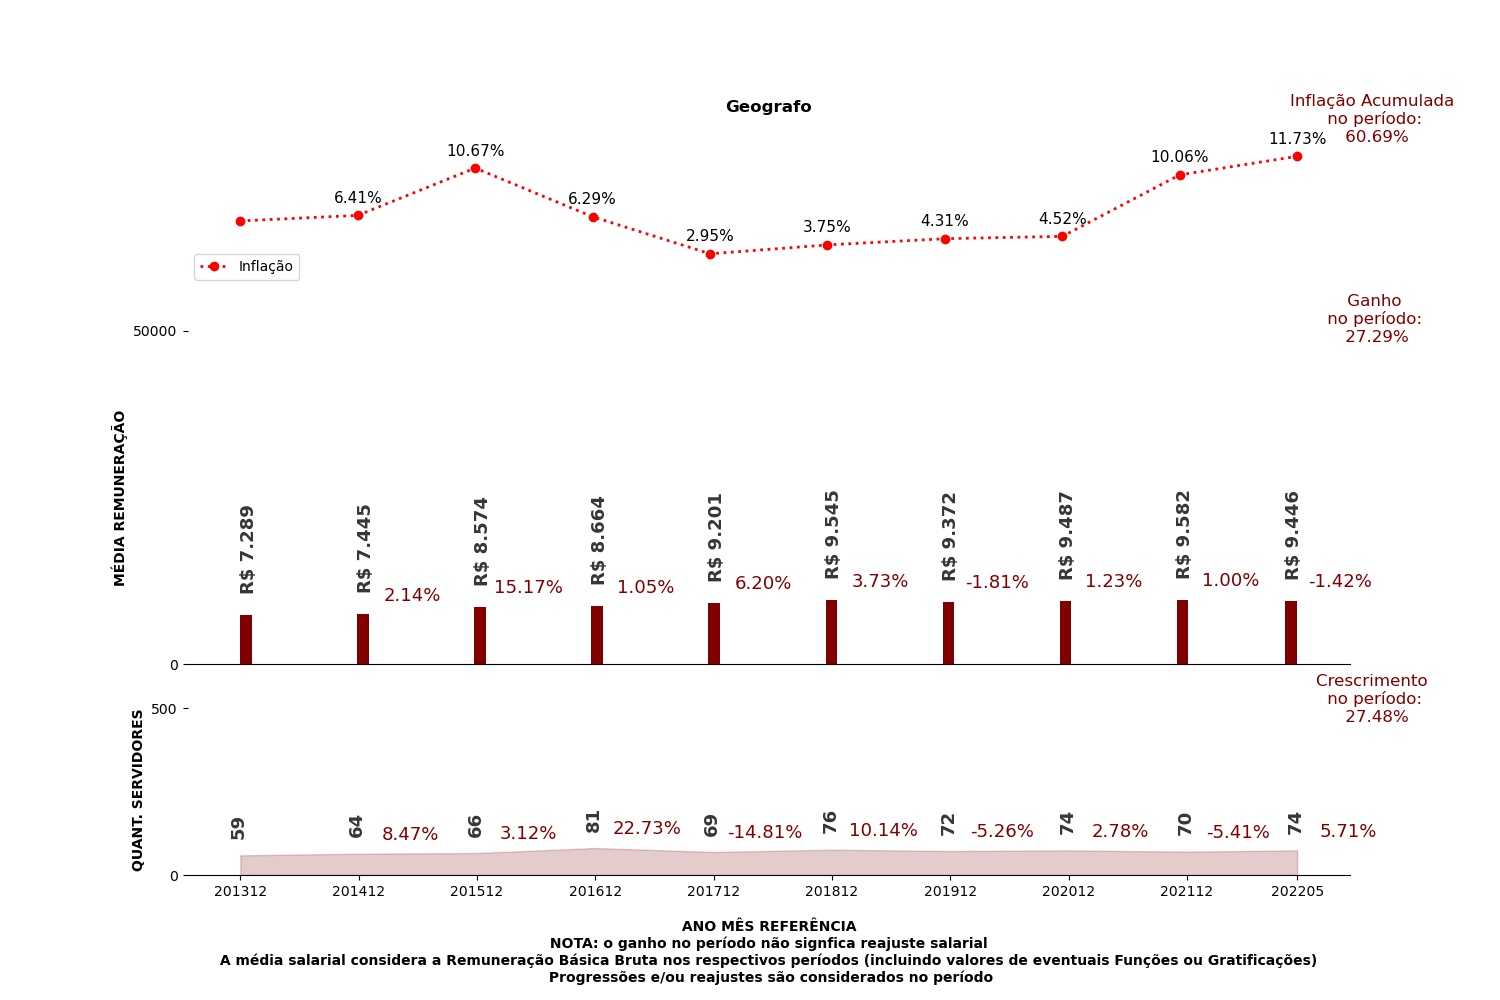 Geografo
Inflação Acumulada
no período:
60.69%
6.41%
10.67%
6.29%
2.95%
3.75%
4.31%
4.52%
10.06%
11.73%
Inflação
Ganho
no período:
27.29%
50000
0
MÉDIA REMUNERAÇÃO
R$ 7.289
R$ 7.445
R$ 8.574
R$ 8.664
R$ 9.201
R$ 9.545
R$ 9.372
R$ 9.487
R$ 9.582
R$ 9.446
2.14%
15.17%
1.05%
6.20%
3.73%
-1.81%
1.23%
1.00%
-1.42%
Crescrimento
no período:
27.48%
500
0
QUANT. SERVIDORES
59
64
66
81
69
76
72
74
70
74
8.47%
3.12%
22.73%
-14.81%
10.14%
-5.26%
2.78%
-5.41%
5.71%
201312
201412
201512
201612
201712
201812
201912
202012
202112
202205
ANO MÊS REFERÊNCIA
NOTA: o ganho no período não signfica reajuste salarial
A média salarial considera a Remuneração Básica Bruta nos respectivos períodos (incluindo valores de eventuais Funções ou Gratificações)
Progressões e/ou reajustes são considerados no período